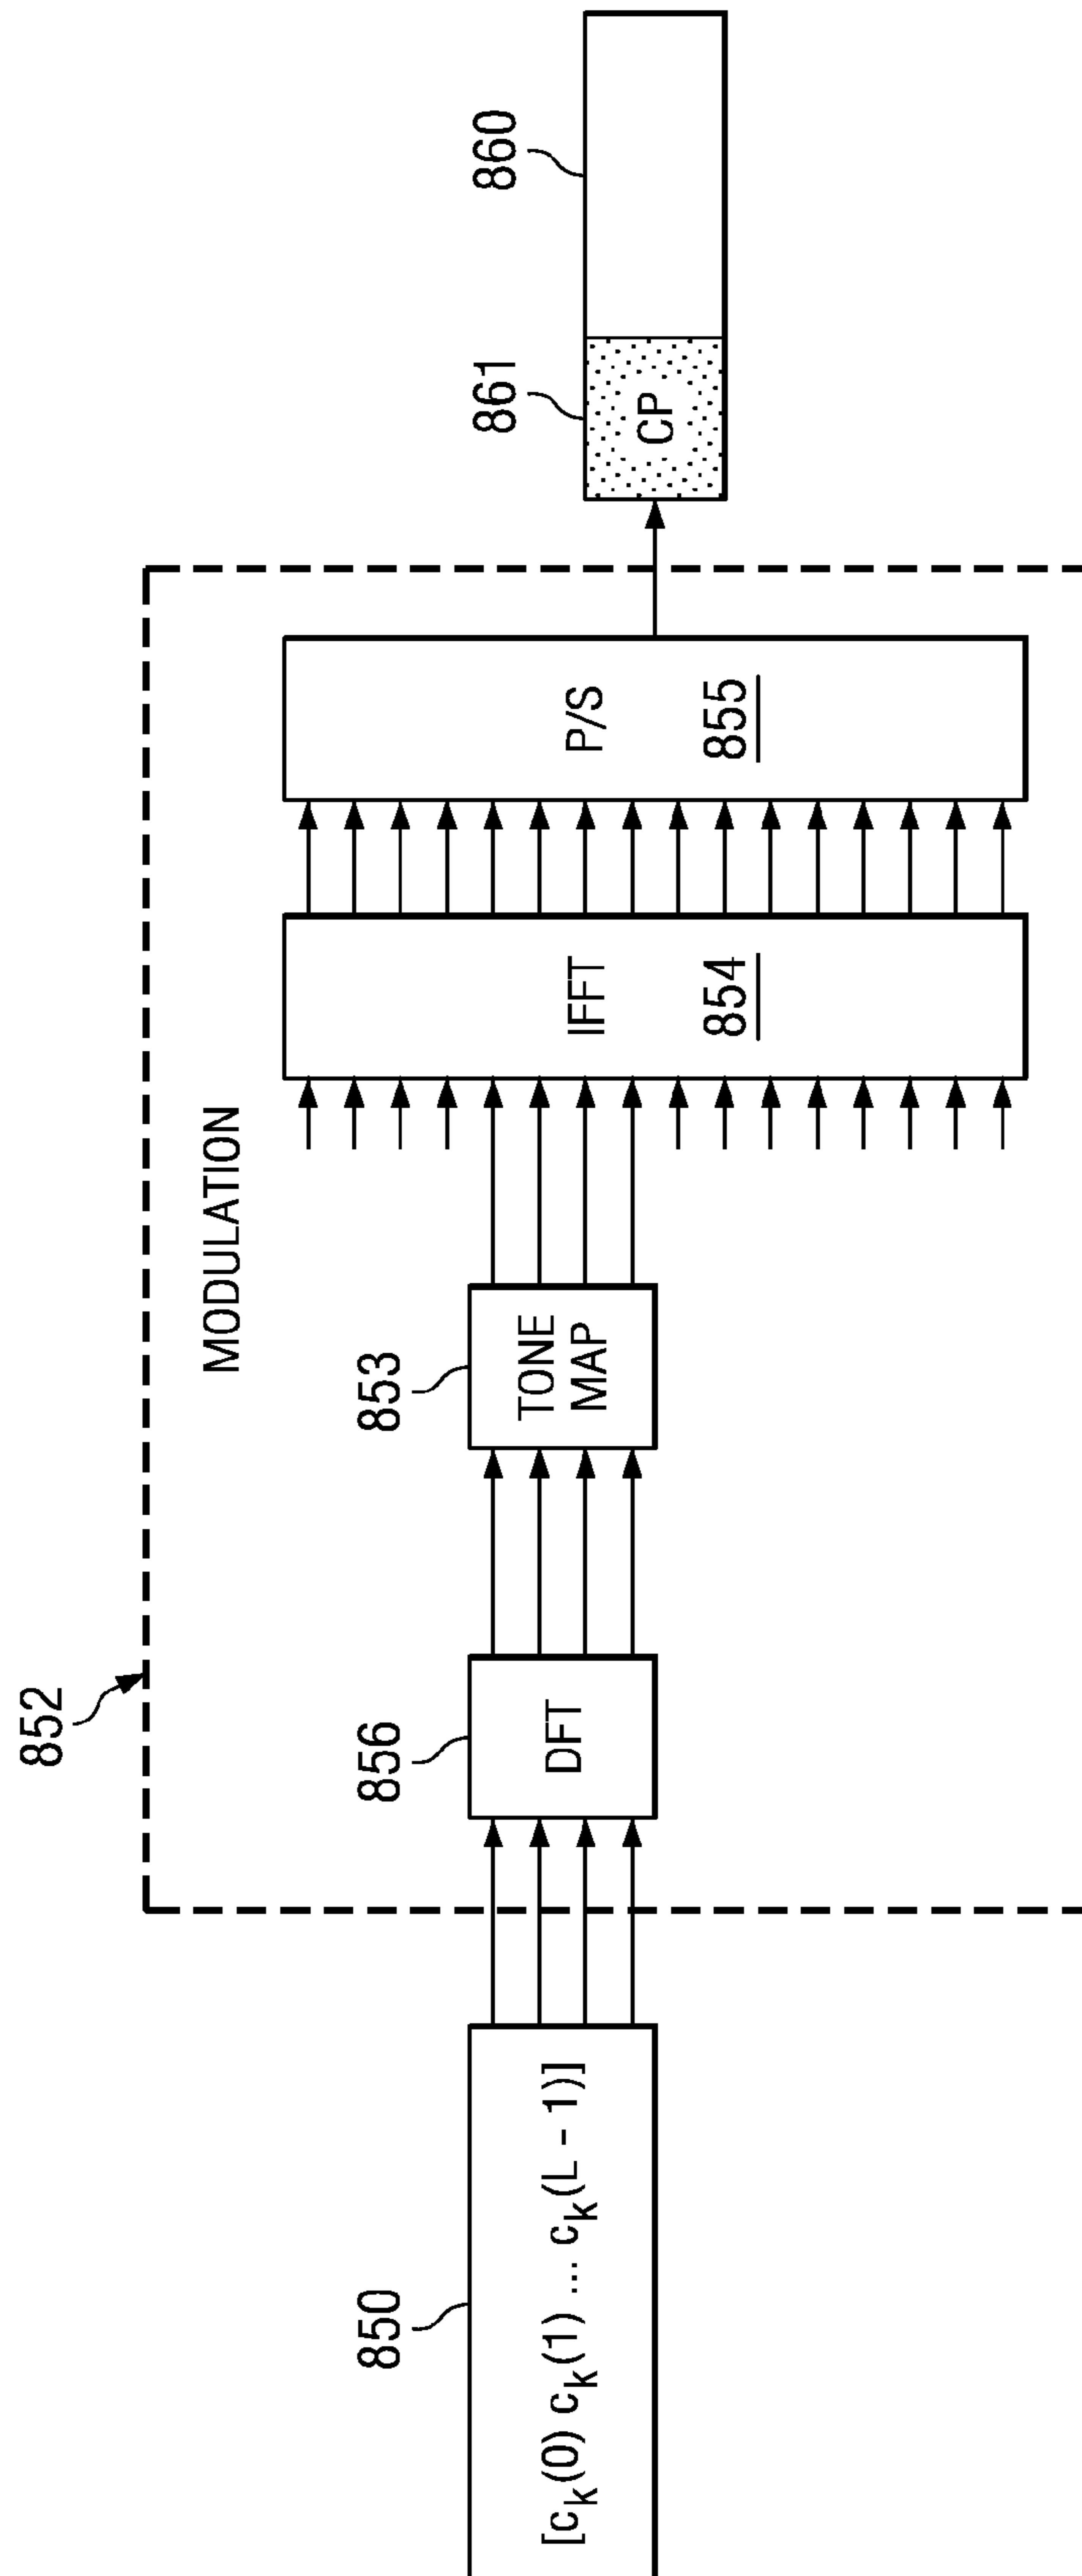 852
MODULATION
850
856
853
861
860
[c_k(0) c_k(1) ... c_k(L - 1)]
DFT
TONE
MAP
IFFT
854
P/S
855
CP